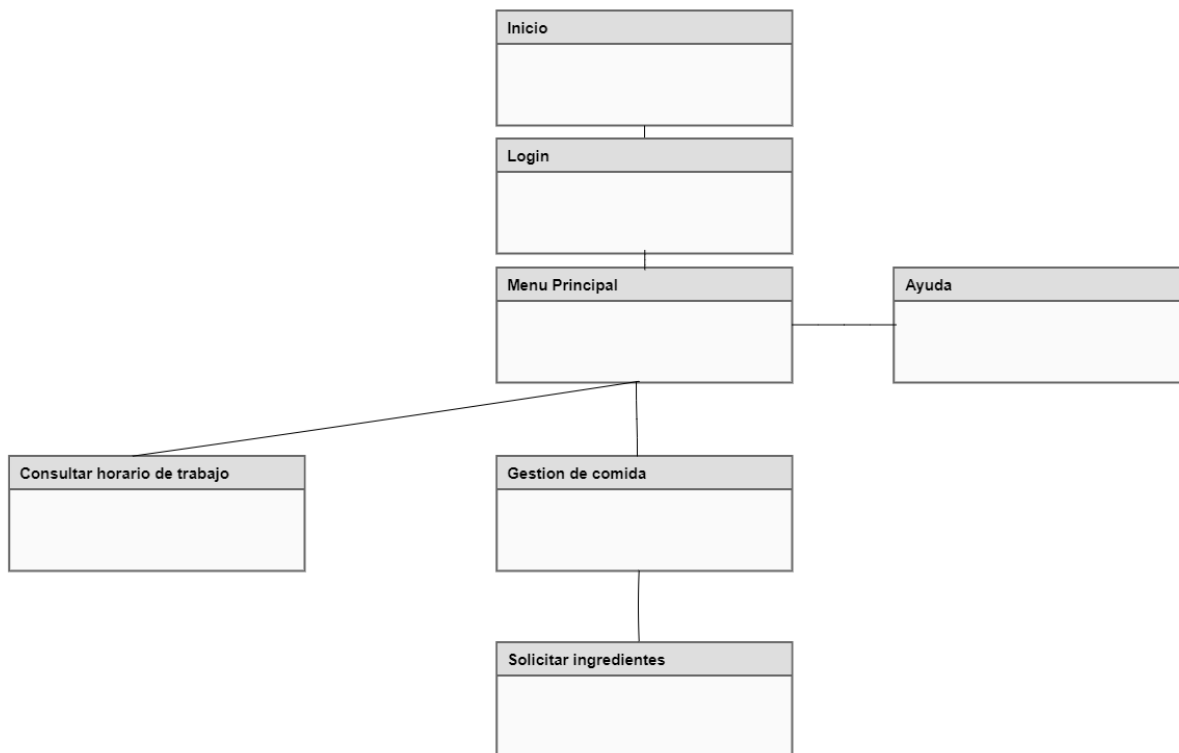 Inicio
Login
Menu Principal
Ayuda
Consultar horario de trabajo
Gestion de comida
Solicitar ingredientes